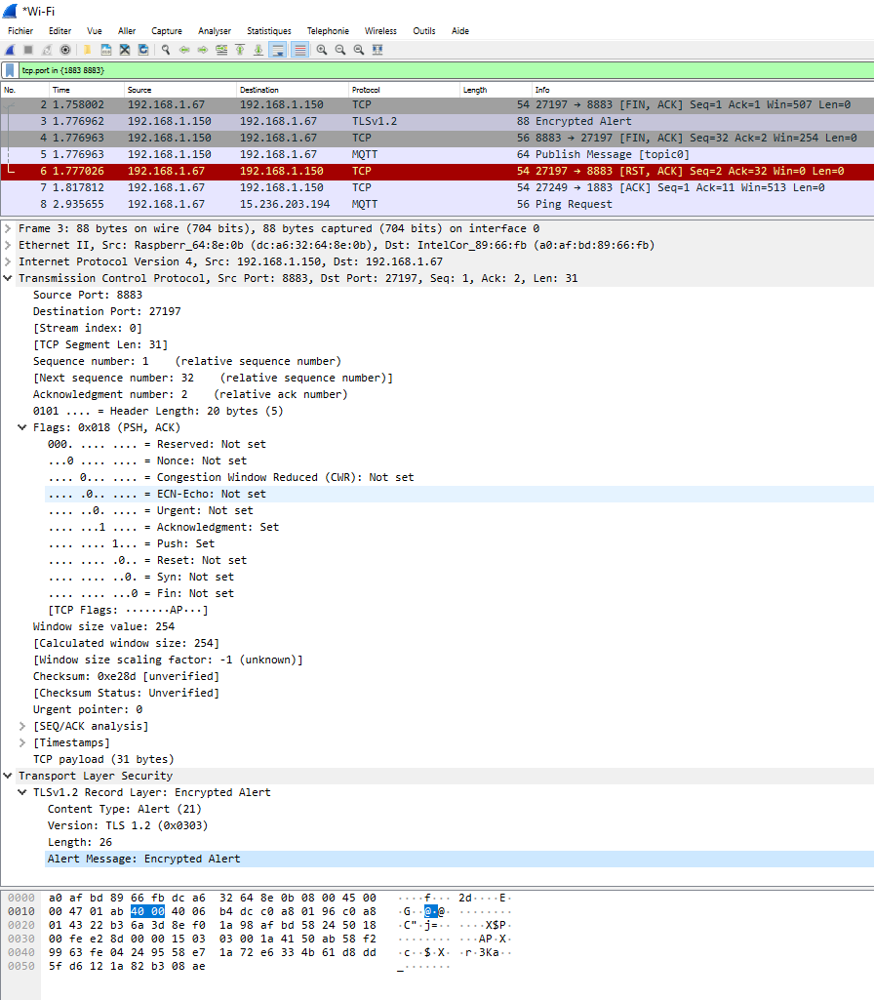 *Wi-Fi
Fichier Editer Vue Aller Capture Analyser Statistiques Telephonie Wireless Outils Aide
tcp.port in {1883 8883}
No. Time Source Destination Protocol Length Info
2 1.758002 192.168.1.67 192.168.1.150 TCP 54 27197 → 8883 [FIN, ACK] Seq=1 Ack=1 Win=507 Len=0
3 1.776962 192.168.1.150 192.168.1.67 TLSv1.2 88 Encrypted Alert
4 1.776963 192.168.1.150 192.168.1.67 TCP 56 8883 → 27197 [FIN, ACK] Seq=32 Ack=2 Win=254 Len=0
5 1.776963 192.168.1.150 192.168.1.67 MQTT 64 Publish Message [topic0]
6 1.777026 192.168.1.67 192.168.1.150 TCP 54 27197 → 8883 [RST, ACK] Seq=2 Ack=32 Win=0 Len=0
7 1.817812 192.168.1.67 192.168.1.150 TCP 54 27249 → 1883 [ACK] Seq=1 Ack=11 Win=513 Len=0
8 2.935655 192.168.1.67 15.236.203.194 MQTT 56 Ping Request
Frame 3: 88 bytes on wire (704 bits), 88 bytes captured (704 bits) on interface 0
Ethernet II, Src: Raspberr_64:8e:0b (dc:a6:32:64:8e:0b), Dst: IntelCor_89:66:fb (a0:af:bd:89:66:fb)
Internet Protocol Version 4, Src: 192.168.1.150, Dst: 192.168.1.67
Transmission Control Protocol, Src Port: 8883, Dst Port: 27197, Seq: 1, Ack: 2, Len: 31
Source Port: 8883
Destination Port: 27197
[Stream index: 0]
[TCP Segment Len: 31]
Sequence number: 1    (relative sequence number)
[Next sequence number: 32    (relative sequence number)]
Acknowledgment number: 2    (relative ack number)
0101 .... = Header Length: 20 bytes (5)
Flags: 0x018 (PSH, ACK)
000. .... .... = Reserved: Not set
...0 .... .... = Nonce: Not set
.... 0... .... = Congestion Window Reduced (CWR): Not set
.... .0.. .... = ECN-Echo: Not set
.... ..0. .... = Urgent: Not set
.... ...1 .... = Acknowledgment: Set
.... .... 1... = Push: Set
.... .... .0.. = Reset: Not set
.... .... ..0. = Syn: Not set
.... .... ...0 = Fin: Not set
[TCP Flags: ·······AP···]
Window size value: 254
[Calculated window size: 254]
[Window size scaling factor: -1 (unknown)]
Checksum: 0xe28d [unverified]
[Checksum Status: Unverified]
Urgent pointer: 0
[SEQ/ACK analysis]
[Timestamps]
TCP payload (31 bytes)
Transport Layer Security
TLSv1.2 Record Layer: Encrypted Alert
Content Type: Alert (21)
Version: TLS 1.2 (0x0303)
Length: 26
Alert Message: Encrypted Alert
0000 a0 af bd 89 66 fb dc a6 32 64 8e 0b 08 00 45 00 ····f··· 2d····E·
0010 00 47 01 ab 40 00 40 06 b4 dc c0 a8 01 96 c0 a8 ·G··@·@· ········
0020 01 43 22 b3 6a 3d 8e f0 1a 98 af bd 58 24 50 18 ·C"·j=·· ····X$P·
0030 00 fe e2 8d 00 00 15 03 03 00 1a 41 50 ab 58 f2 ········ ···AP·X·
0040 99 63 fe 04 24 95 58 e7 1a 72 e6 33 4b 61 d8 dd ·c··$·X· ·r·3Ka··
0050 5f d6 12 1a 82 b3 08 ae _·······